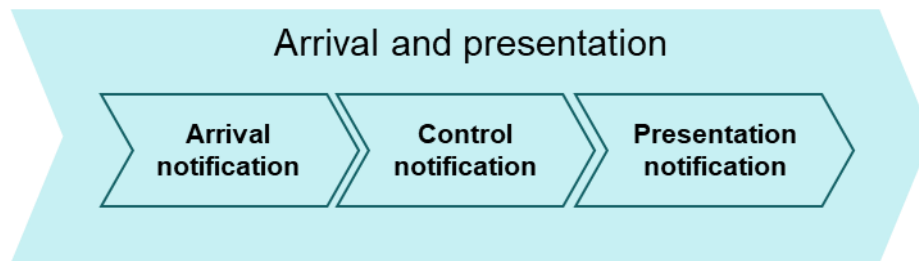 Arrival and presentation
Arrival
notification
Control
notification
Presentation
notification